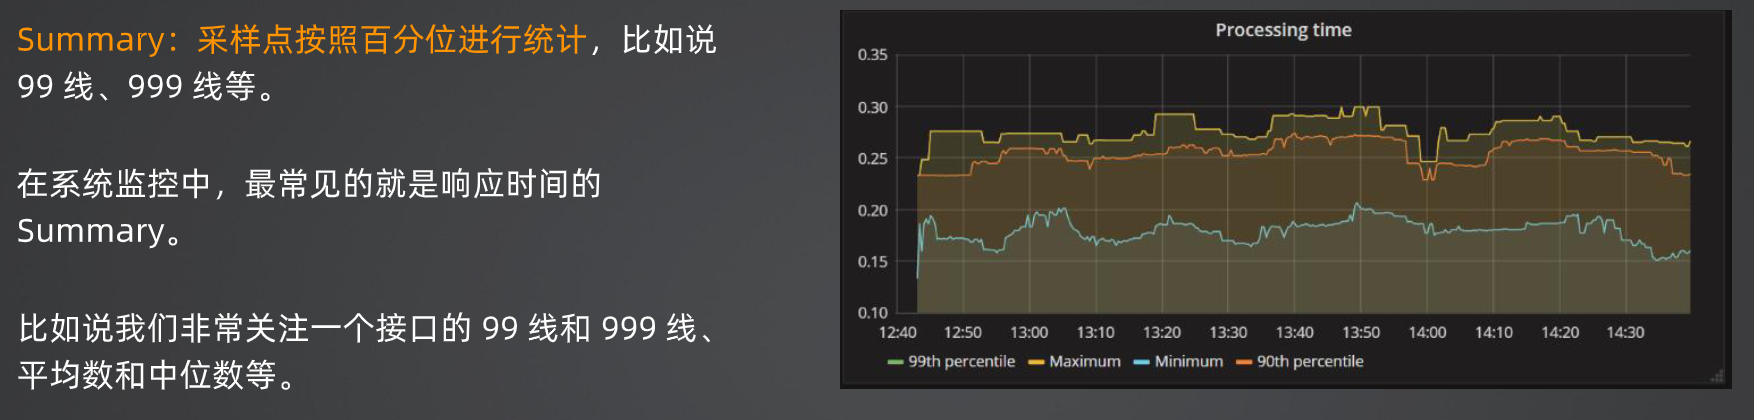 Summary：采样点按照百分位进行统计，比如说
99 线、999 线等。
在系统监控中，最常见的就是响应时间的
Summary。
比如说我们非常关注一个接口的 99 线和 999 线、
平均数和中位数等。
Processing time
0.35
0.30
0.25
0.20
0.15
0.10
12:40 12:50 13:00 13:10 13:20 13:30 13:40 13:50 14:00 14:10 14:20 14:30
99th percentile Maximum Minimum 90th percentile